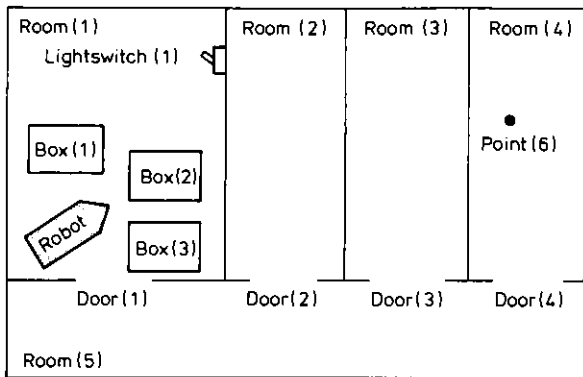 Room(1)
Room(2)
Room(3)
Room(4)
Lightswitch (1)
Point(6)
Box(1)
Box(2)
Robot
Box(3)
Door(1)
Door(2)
Door(3)
Door(4)
Room(5)